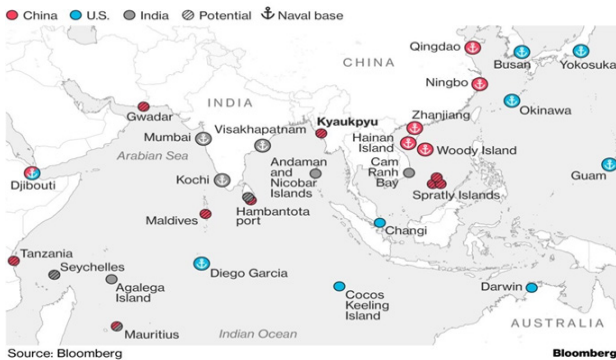 China U.S. India Potential Naval base
Qingdao
CHINA
Busan
Yokosuka
Ningbo
INDIA
Okinawa
Gwadar
Kyaukpyu
Zhanjiang
Visakhapatnam
Mumbai
Hainan
Island
Woody Island
Arabian Sea
Andaman
and
Nicobar
Islands
Cam
Ranh
Bay
Guam
Djibouti
Kochi
Spratly Islands
Hambantota
port
Maldives
Changi
Tanzania
Seychelles
Diego Garcia
Agalega
Island
Cocos
Keeling
Island
Darwin
AUSTRALIA
Mauritius
Indian Ocean
Source: Bloomberg
Bloomberg